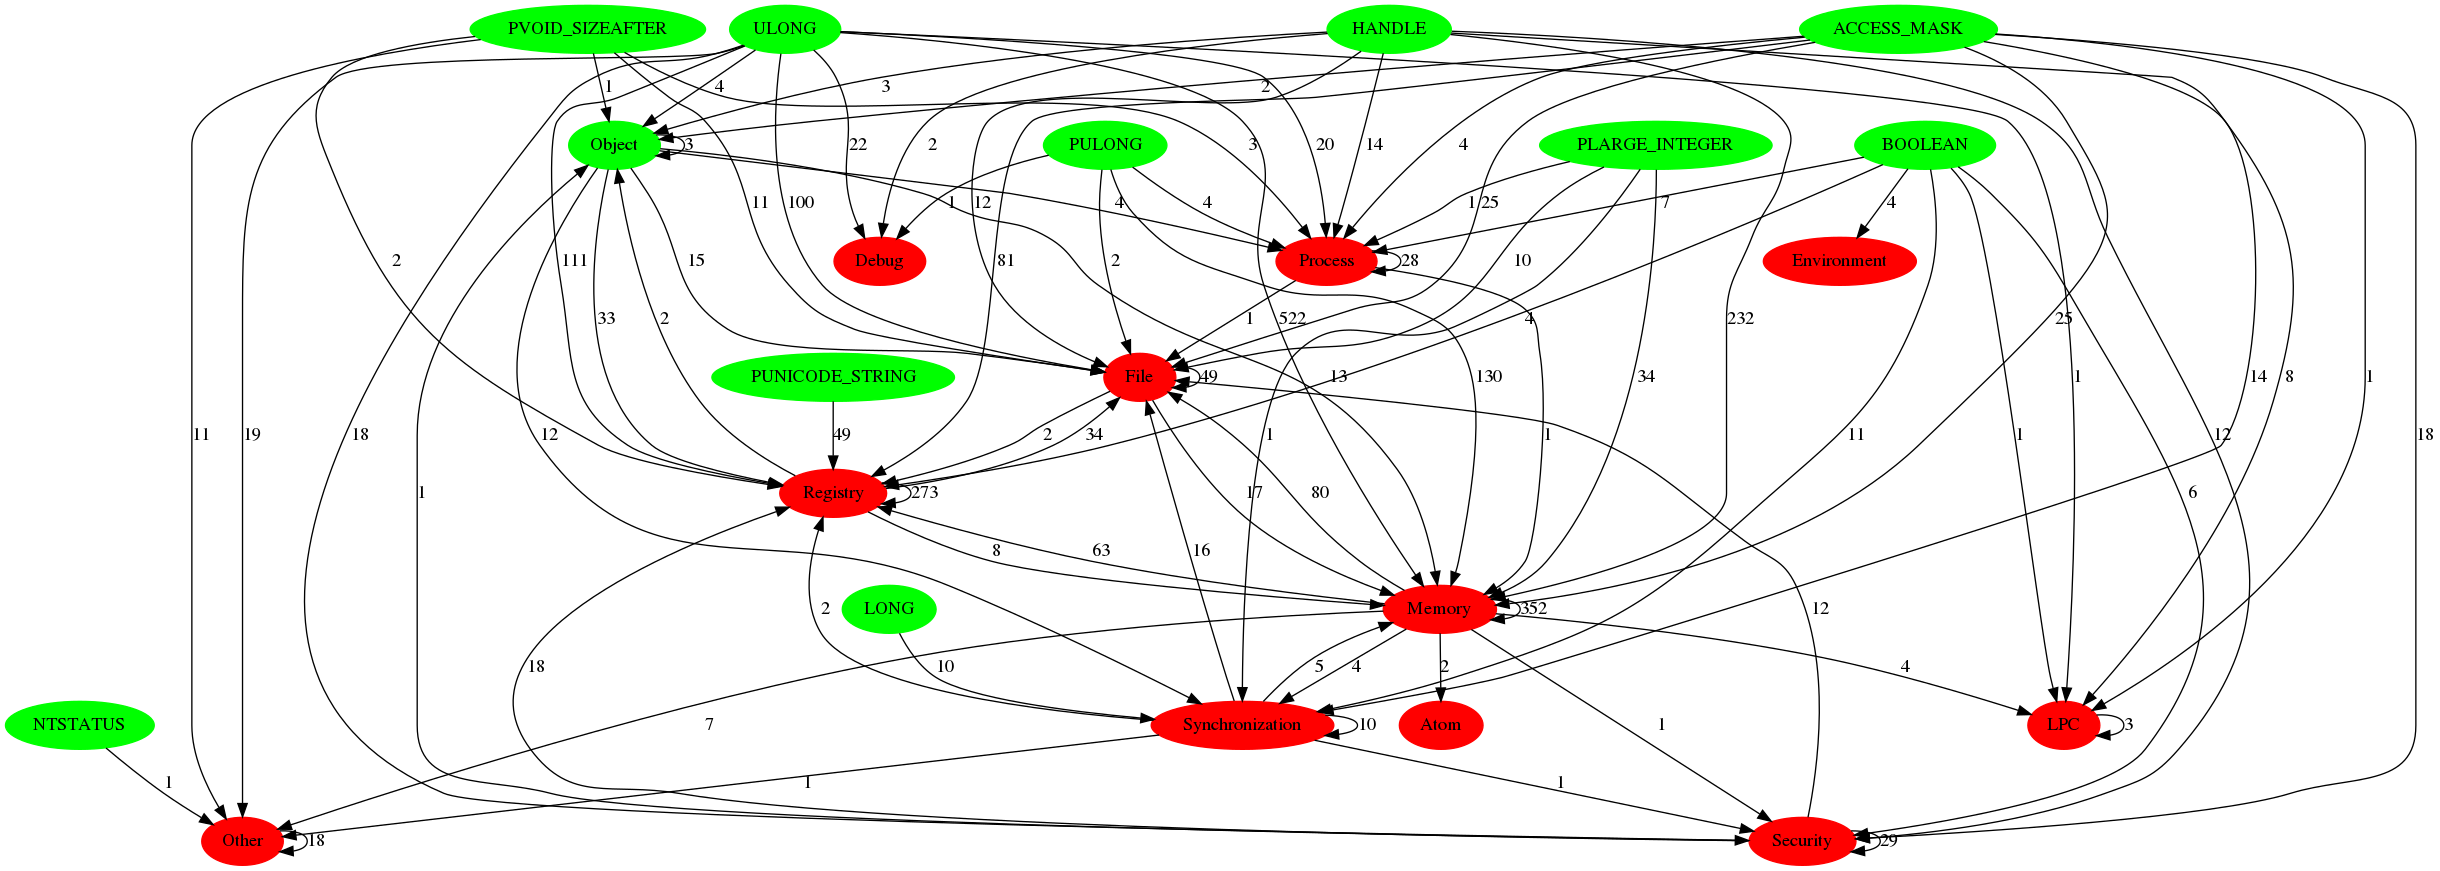 PVOID_SIZEAFTER ULONG HANDLE ACCESS_MASK
1 4 3 2
Object 3 PULONG PLARGE_INTEGER BOOLEAN
11 100 22 2 3 20 14 4
1 12 4 4 25 1 7 4
Debug Process 28 Environment
2 111 33 2 15 11 81 2 10
1 522 4 232 25
PUNICODE_STRING File 49 13 130 34 1 14 8 1
11 19 18 1 12 49 2 34 17 80 1 1 11 1 12 18
Registry 273 6
8 63 16
LONG Memory 352 12
18 2 10 5 4 2 4
NTSTATUS Synchronization 10 Atom LPC 3
7 1
1 1 1
Other 18 Security 29